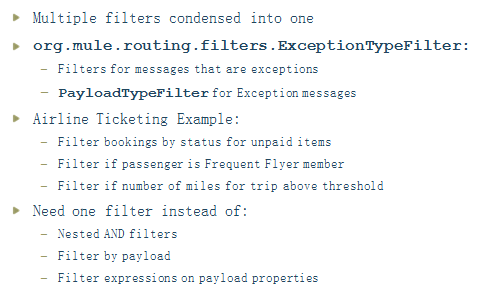 Multiple filters condensed into one
org.mule.routing.filters.ExceptionTypeFilter:
– Filters for messages that are exceptions
– PayloadTypeFilter for Exception messages
Airline Ticketing Example:
– Filter bookings by status for unpaid items
– Filter if passenger is Frequent Flyer member
– Filter if number of miles for trip above threshold
Need one filter instead of:
– Nested AND filters
– Filter by payload
– Filter expressions on payload properties